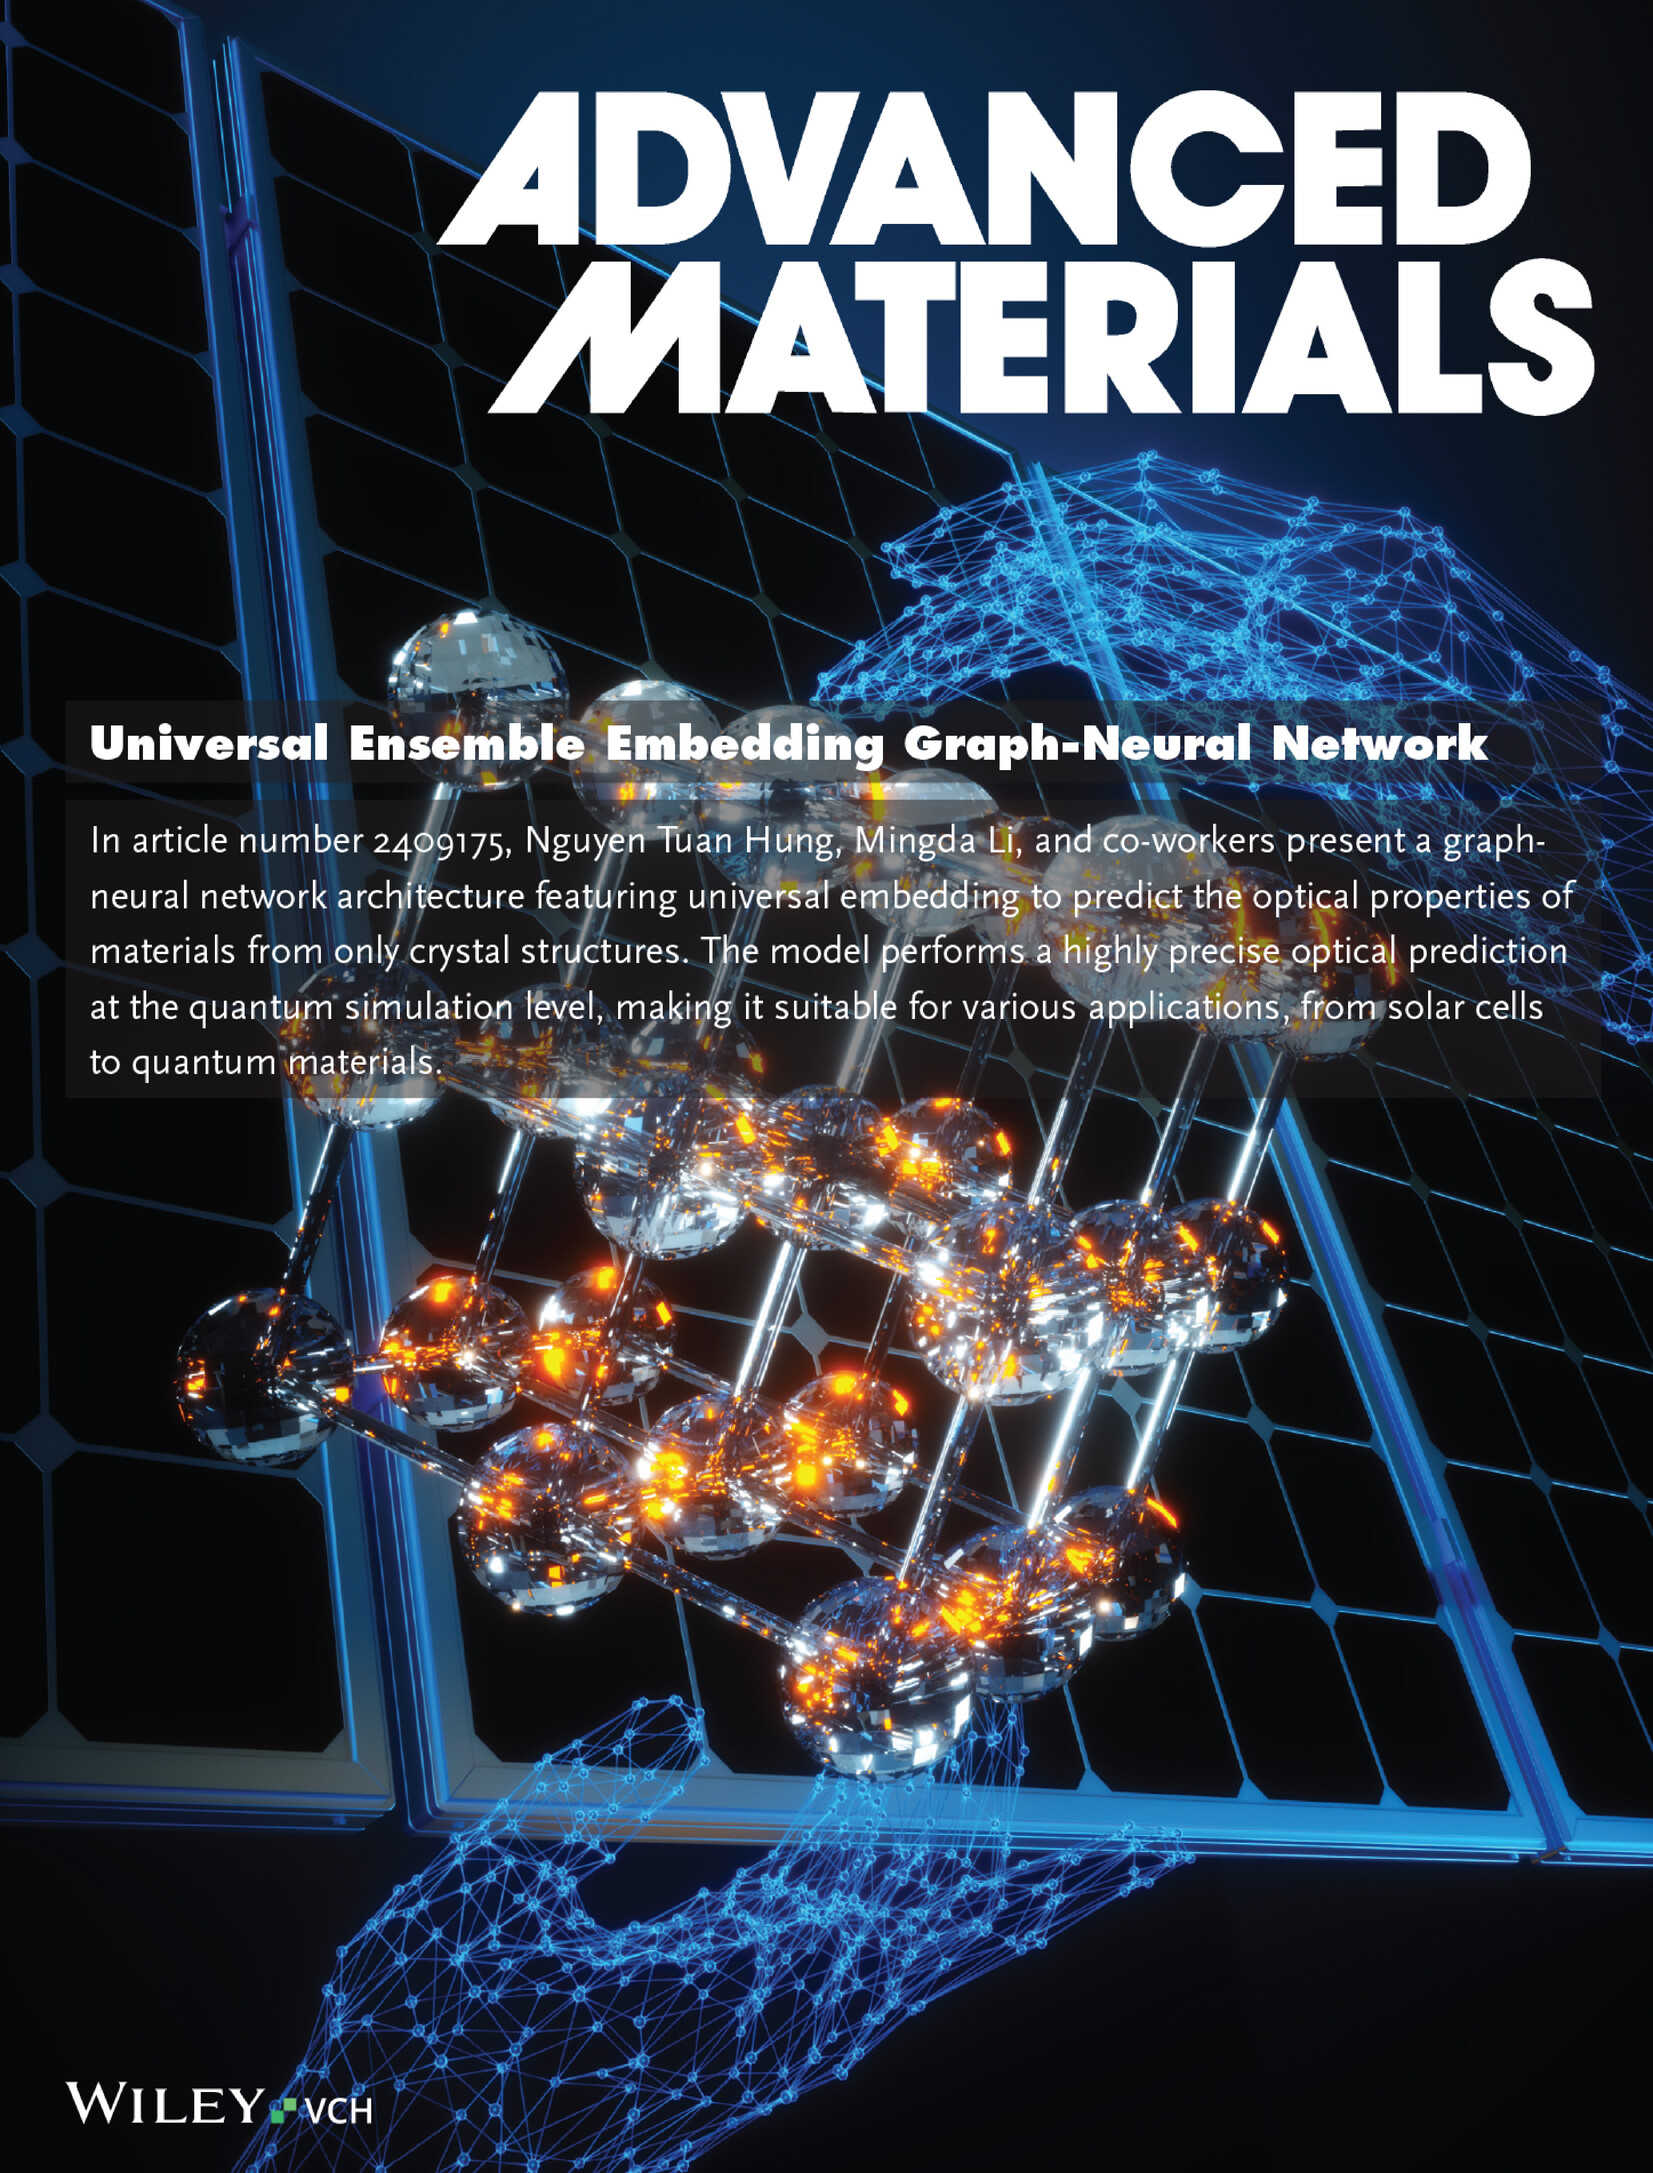 ADVANCED
MATERIALS
Universal Ensemble Embedding Graph-Neural Network
In article number 2409175, Nguyen Tuan Hung, Mingda Li, and co-workers present a graph-
neural network architecture featuring universal embedding to predict the optical properties of
materials from only crystal structures. The model performs a highly precise optical prediction
at the quantum simulation level, making it suitable for various applications, from solar cells
to quantum materials.
WILEY VCH